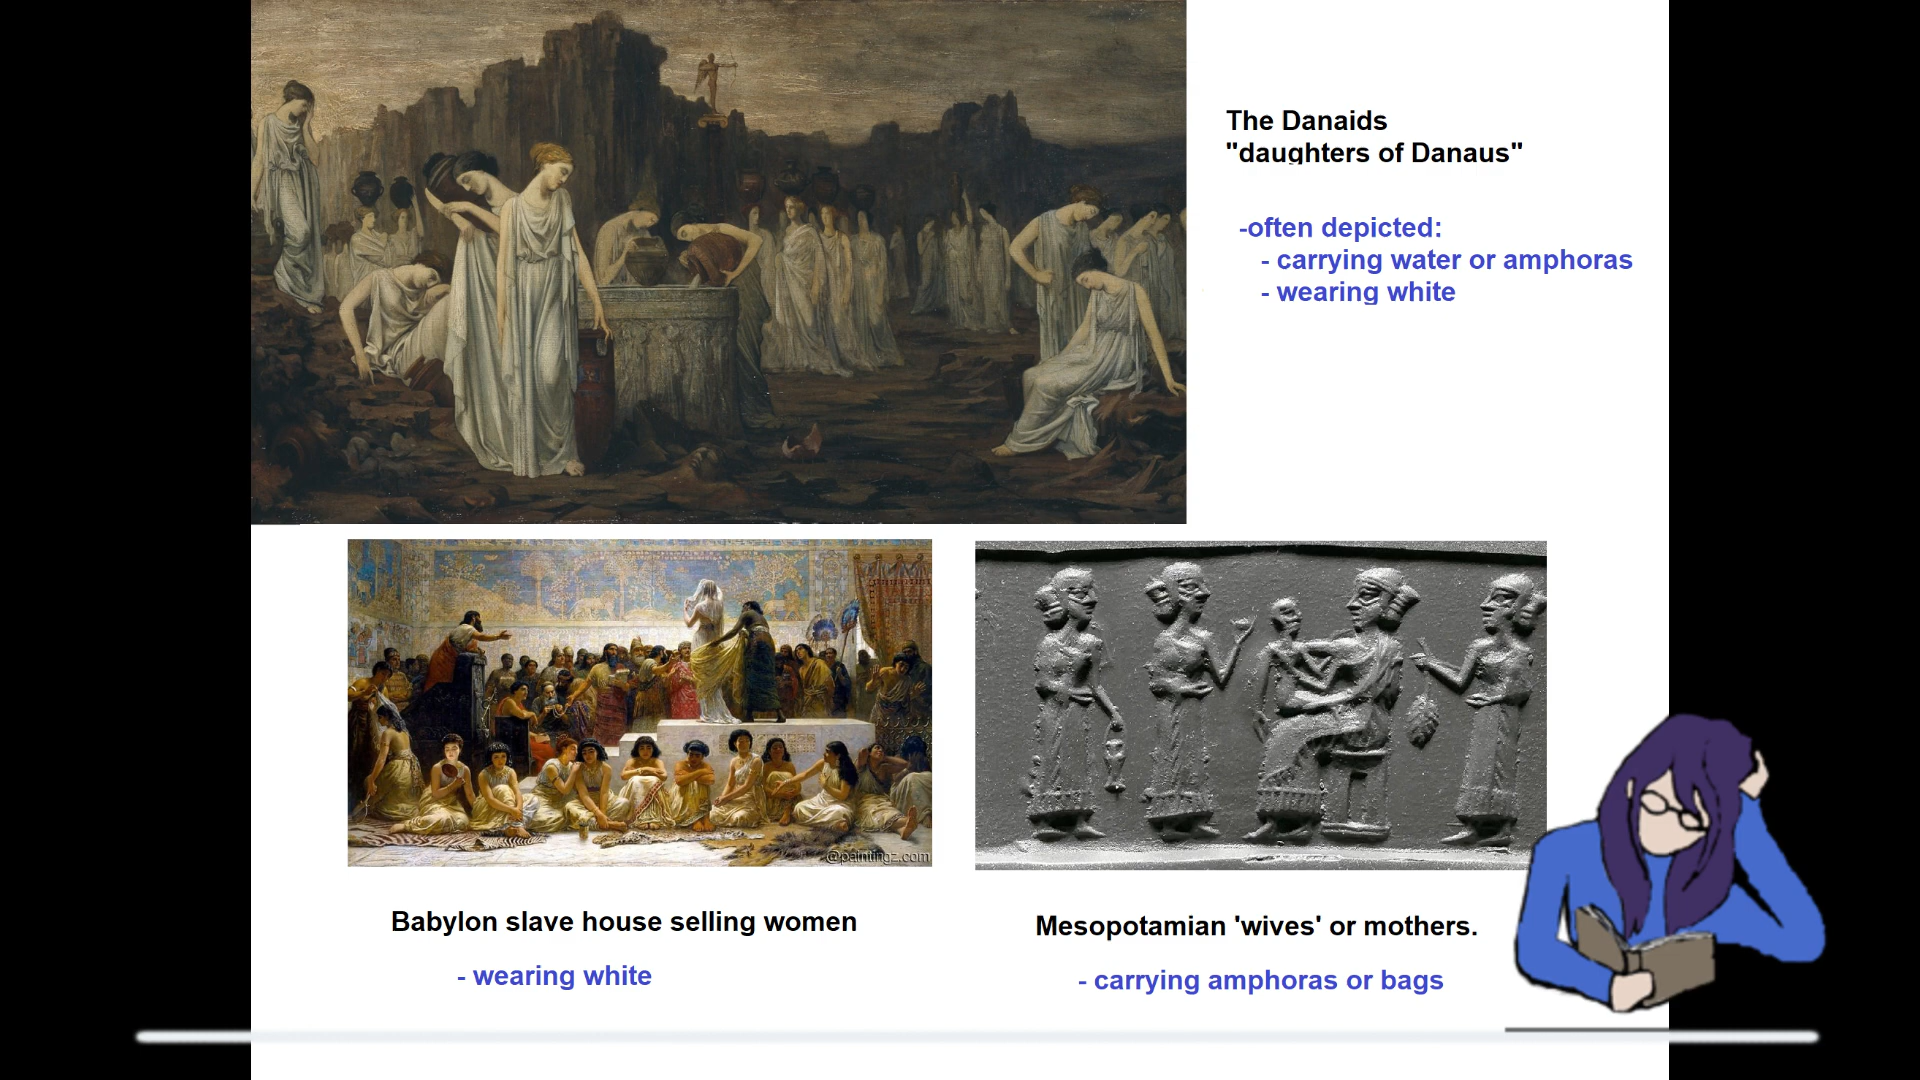 The Danaids
"daughters of Danaus"
-often depicted:
- carrying water or amphoras
- wearing white
@paintingz.com
Babylon slave house selling women
- wearing white
Mesopotamian 'wives' or mothers.
- carrying amphoras or bags